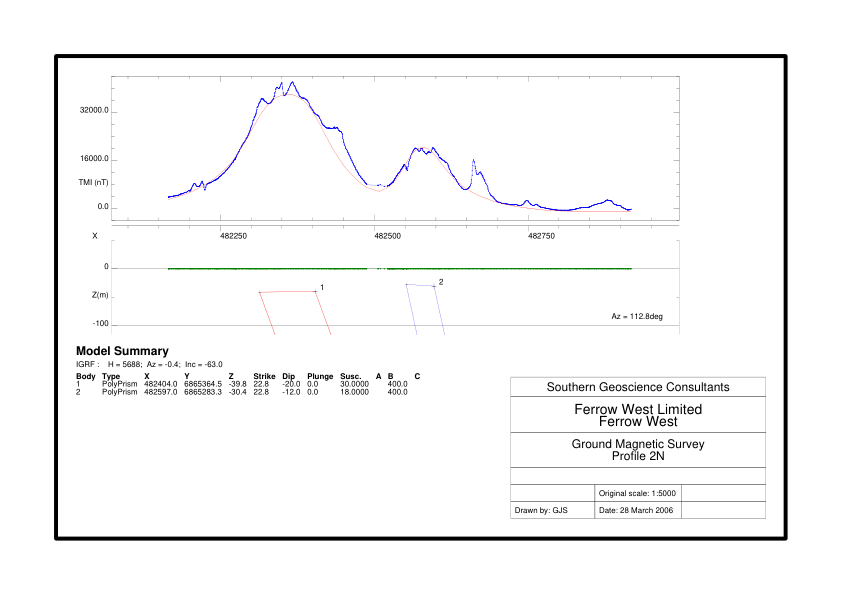 32000.0
16000.0
TMI (nT)
0.0
X 482250 482500 482750
0
1
2
Z(m)
Az = 112.8deg
-100
Model Summary
IGRF : H = 5688; Az = -0.4; Inc = -63.0
Body Type X Y Z Strike Dip Plunge Susc. A B C
1 PolyPrism 482404.0 6865364.5 -39.8 22.8 -20.0 0.0 30.0000 400.0
2 PolyPrism 482597.0 6865283.3 -30.4 22.8 -12.0 0.0 18.0000 400.0
Southern Geoscience Consultants
Ferrow West Limited
Ferrow West
Ground Magnetic Survey
Profile 2N
Original scale: 1:5000
Drawn by: GJS Date: 28 March 2006